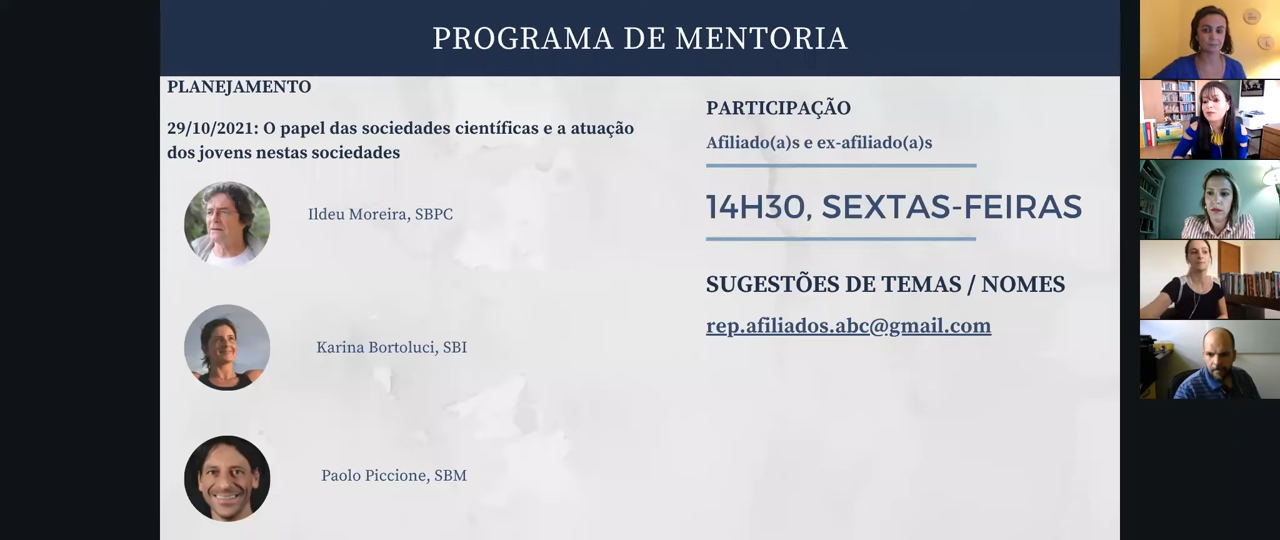 PROGRAMA DE MENTORIA
PLANEJAMENTO
29/10/2021: O papel das sociedades científicas e a atuação
dos jovens nestas sociedades
Ildeu Moreira, SBPC
Karina Bortoluci, SBI
Paolo Piccione, SBM
PARTICIPAÇÃO
Afiliado(a)s e ex-afiliado(a)s
14H30, SEXTAS-FEIRAS
SUGESTÕES DE TEMAS / NOMES
rep.afiliados.abc@gmail.com